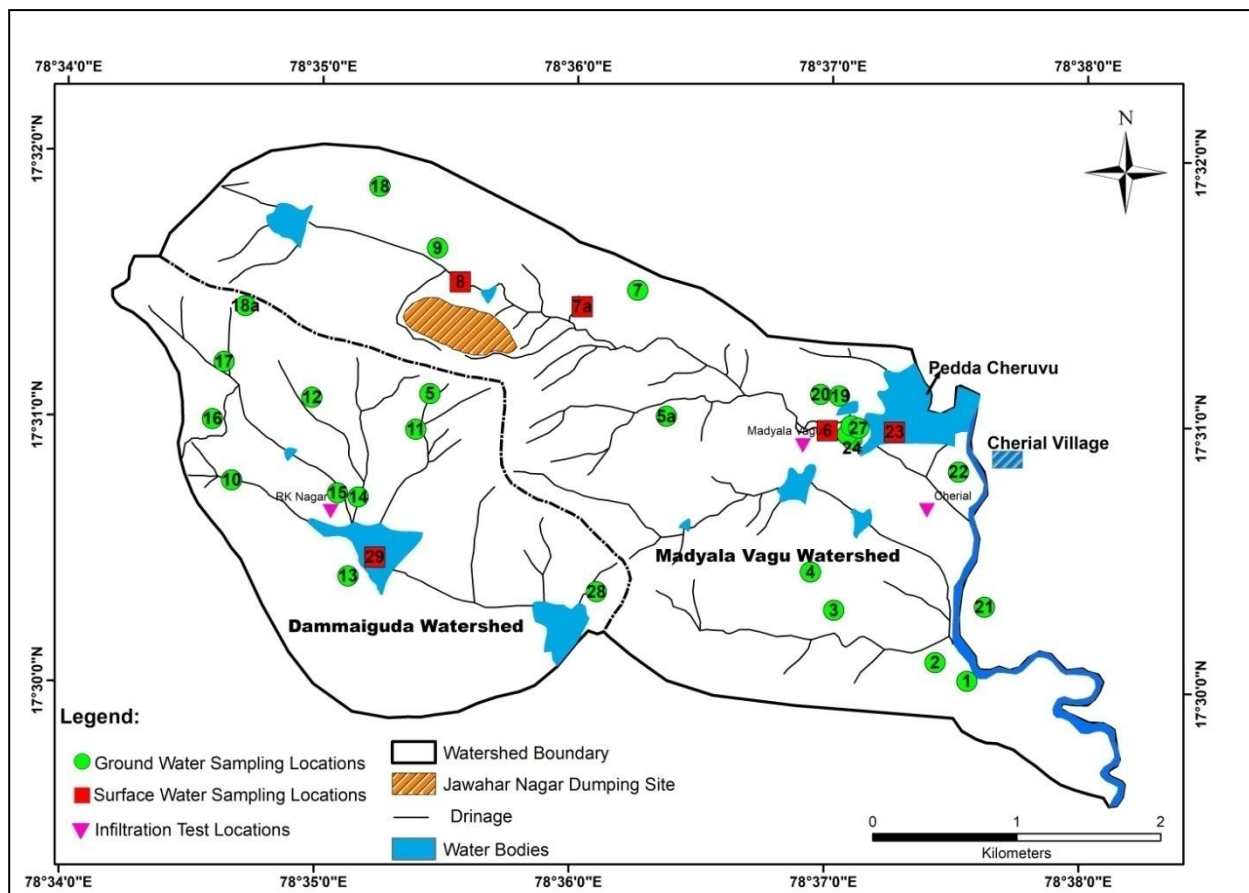 78°34'0"E 78°35'0"E 78°36'0"E 78°37'0"E 78°38'0"E
N
17°32'0"N
17°32'0"N
18
9
8
7a
7
18a
17
12
5
16
11
5a
20
19
Pedda Cheruvu
17°31'0"N
17°31'0"N
Madyala Vagu
6
27
24
23
Cherial Village
22
10
RK Nagar
15
14
Cherial
29
13
Madyala Vagu Watershed
4
28
3
21
Dammaiguda Watershed
2
1
17°30'0"N
17°30'0"N
Legend:
Ground Water Sampling Locations
Surface Water Sampling Locations
Infiltration Test Locations
Watershed Boundary
Jawahar Nagar Dumping Site
Drinage
Water Bodies
0 1 2
Kilometers
78°34'0"E 78°35'0"E 78°36'0"E 78°37'0"E 78°38'0"E